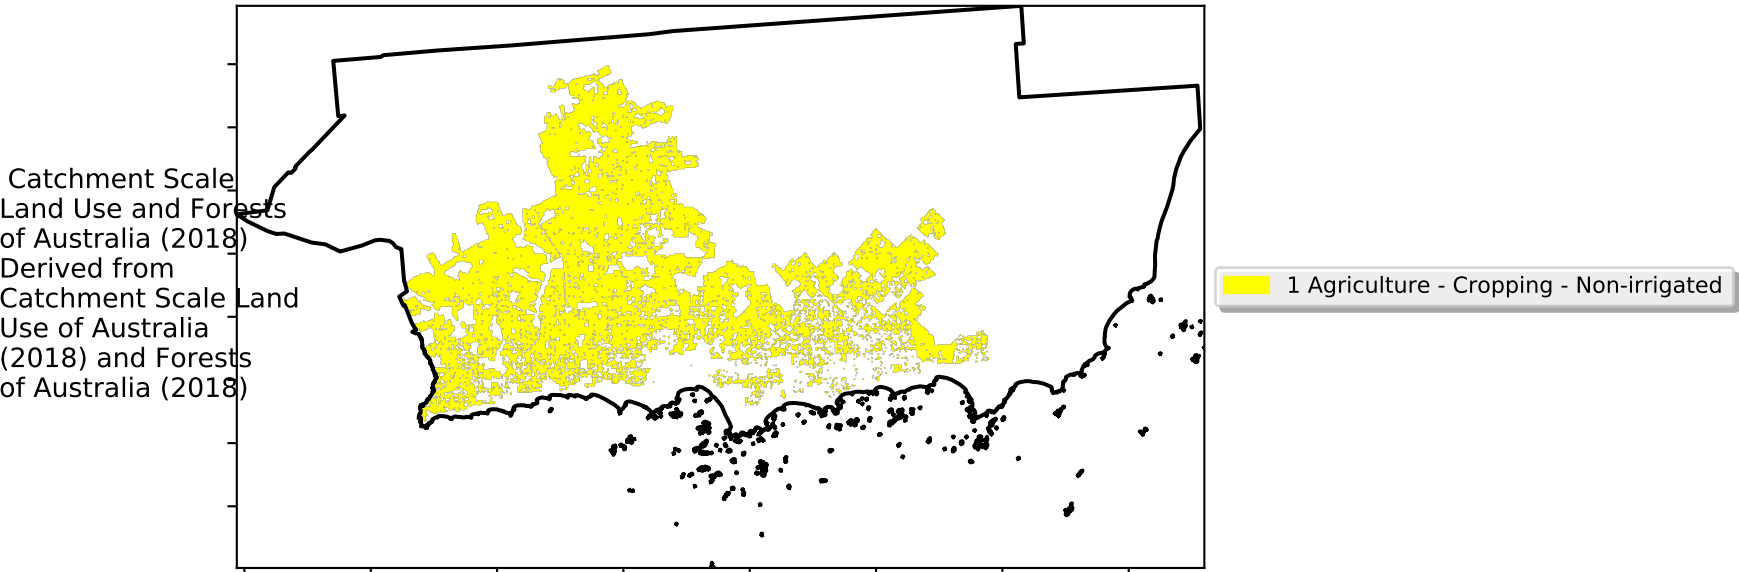 Catchment Scale
Land Use and Forests
of Australia (2018)
Derived from
Catchment Scale Land
Use of Australia
(2018) and Forests
of Australia (2018)
1 Agriculture - Cropping - Non-irrigated